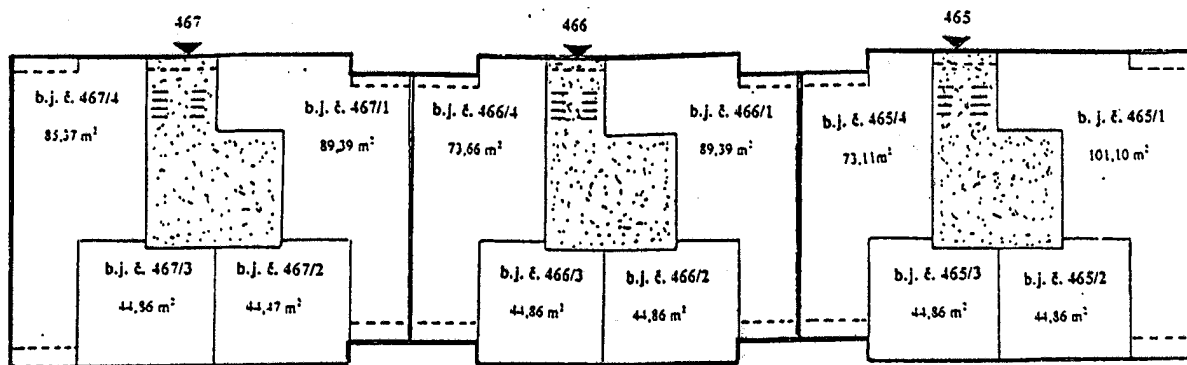 467
466
465
b.j. č. 467/4
85,37 m²
b.j. č. 467/1
89,39 m²
b.j. č. 466/4
73,66 m²
b.j. č. 466/1
89,39 m²
b.j. č. 465/4
73,11m²
b. j. č. 465/1
101,10 m²
b.j. č. 467/3
44,86 m²
b.j. č. 467/2
44,47 m²
b.j. č. 466/3
44,86 m²
b.j. č. 466/2
44,86 m²
b.j. č. 465/3
44,86 m²
b.j. č. 465/2
44,86 m²